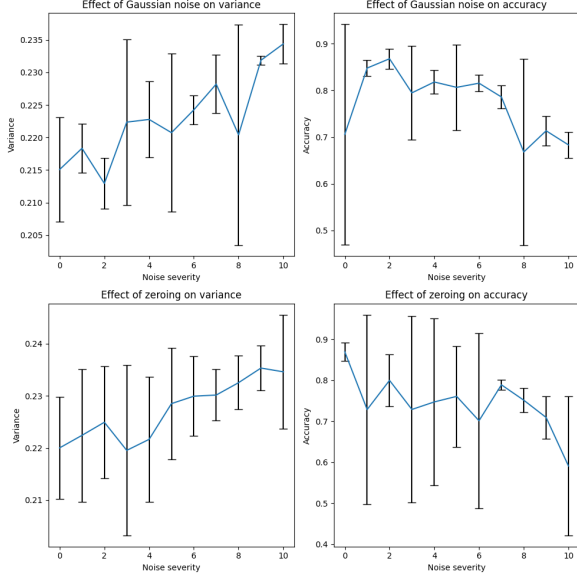 Effect of Gaussian noise on variance
0.235
0.230
0.225
0.220
0.215
0.210
0.205
Variance
0 2 4 6 8 10
Noise severity
Effect of Gaussian noise on accuracy
0.9
0.8
0.7
0.6
0.5
Accuracy
0 2 4 6 8 10
Noise severity
Effect of zeroing on variance
0.24
0.23
0.22
0.21
Variance
0 2 4 6 8 10
Noise severity
Effect of zeroing on accuracy
0.9
0.8
0.7
0.6
0.5
0.4
Accuracy
0 2 4 6 8 10
Noise severity